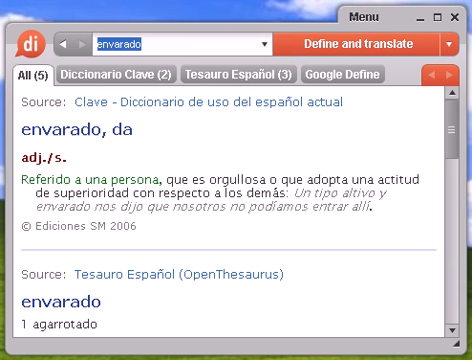 Menu
di
envarado
Define and translate
All (5)
Diccionario Clave (2)
Tesauro Español (3)
Google Define
Source: Clave - Diccionario de uso del español actual
envarado, da
adj./s.
Referido a una persona, que es orgullosa o que adopta una actitud
de superioridad con respecto a los demás: Un tipo altivo y
envarado nos dijo que nosotros no podíamos entrar allí.
© Ediciones SM 2006
Source: Tesauro Español (OpenThesaurus)
envarado
1 agarrotado